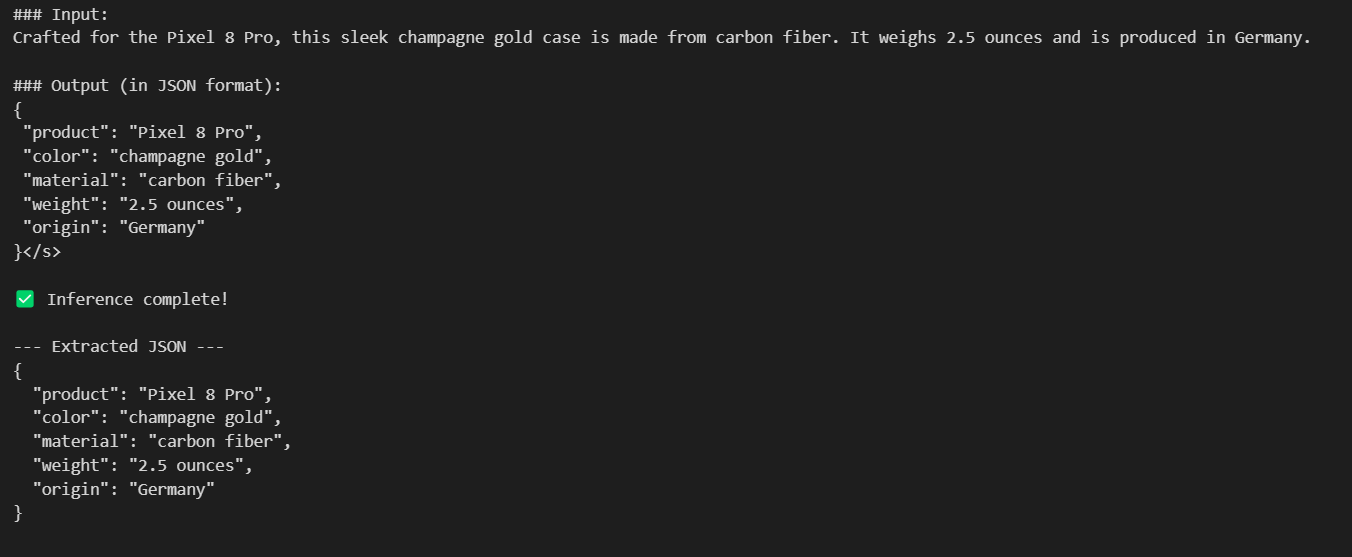 ### Input:
Crafted for the Pixel 8 Pro, this sleek champagne gold case is made from carbon fiber. It weighs 2.5 ounces and is produced in Germany.
### Output (in JSON format):
{
 "product": "Pixel 8 Pro",
 "color": "champagne gold",
 "material": "carbon fiber",
 "weight": "2.5 ounces",
 "origin": "Germany"
}</s>
✅ Inference complete!
--- Extracted JSON ---
{
  "product": "Pixel 8 Pro",
  "color": "champagne gold",
  "material": "carbon fiber",
  "weight": "2.5 ounces",
  "origin": "Germany"
}